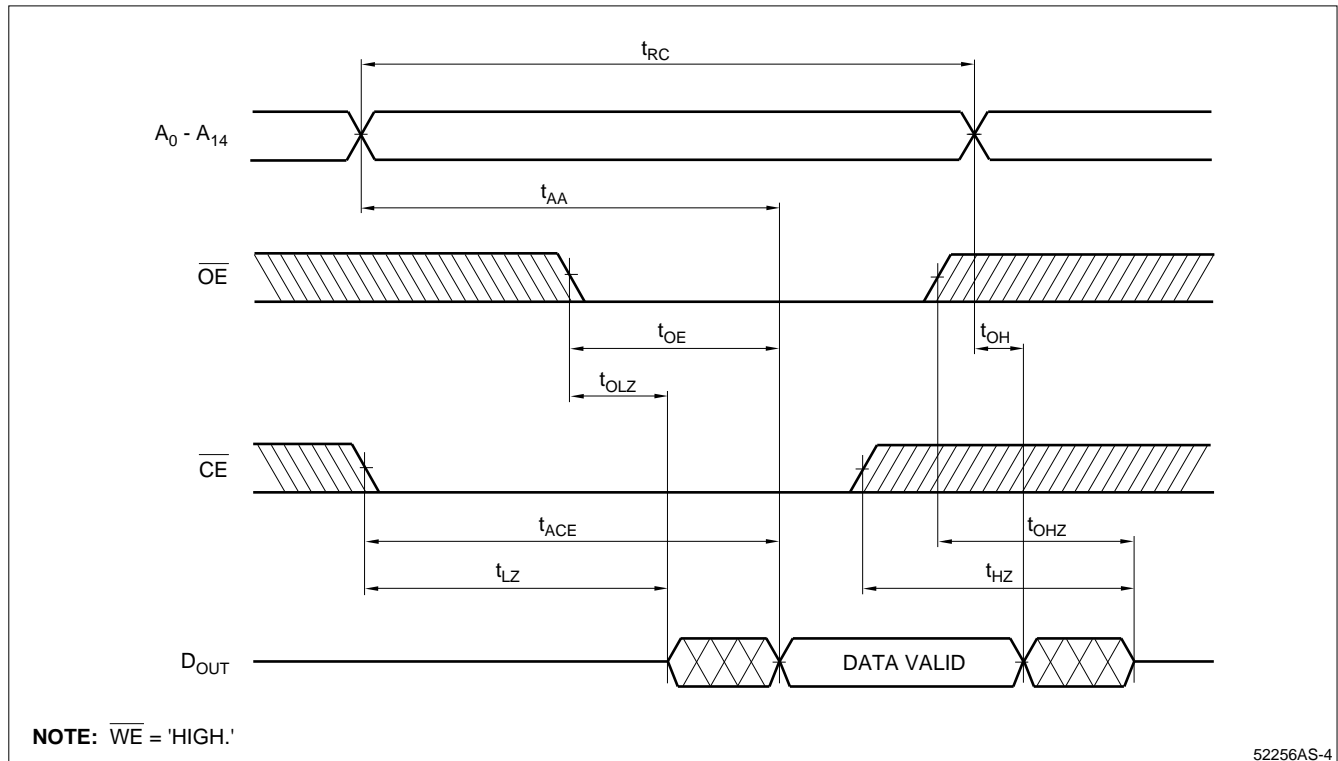 tRC
A0 - A14
tAA
OE
tOE
tOH
tOLZ
CE
tACE
tOHZ
tLZ
tHZ
DOUT
DATA VALID
NOTE: WE = 'HIGH.'
52256AS-4